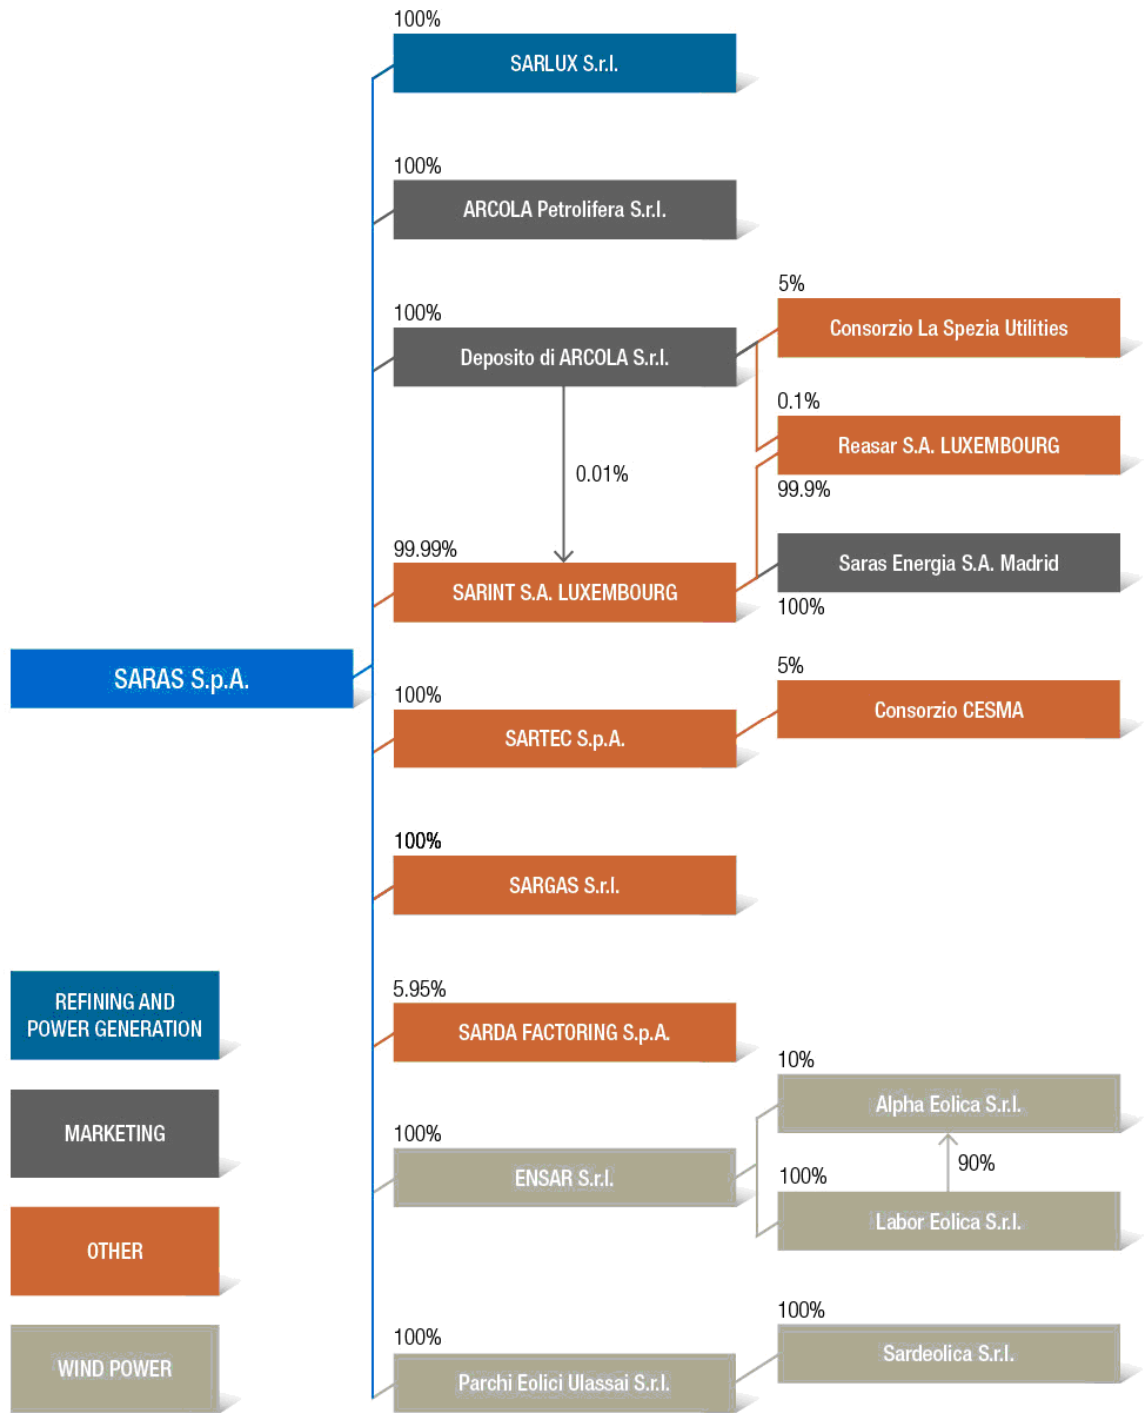 100%
SARLUX S.r.l.
100%
ARCOLA Petrolifera S.r.l.
100%
Deposito di ARCOLA S.r.l.
5%
Consorzio La Spezia Utilities
0.1%
Reasar S.A. LUXEMBOURG
99.9%
0.01%
99.99%
SARINT S.A. LUXEMBOURG
Saras Energia S.A. Madrid
100%
SARAS S.p.A.
100%
SARTEC S.p.A.
5%
Consorzio CESMA
100%
SARGAS S.r.l.
5.95%
SARDA FACTORING S.p.A.
100%
ENSAR S.r.l.
10%
Alpha Eolica S.r.l.
90%
100%
Labor Eolica S.r.l.
100%
Parchi Eolici Ulassai S.r.l.
100%
Sardeolica S.r.l.
REFINING AND
POWER GENERATION
MARKETING
OTHER
WIND POWER